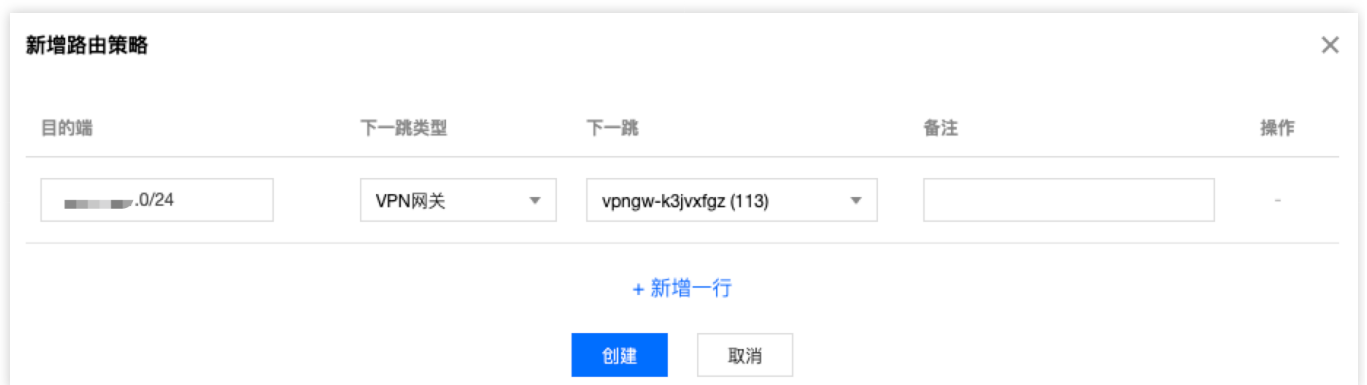 新增路由策略
目的端 下一跳类型 下一跳 备注 操作
.0/24 VPN网关 vpngw-k3jvxfgz (113) -
+ 新增一行
创建 取消